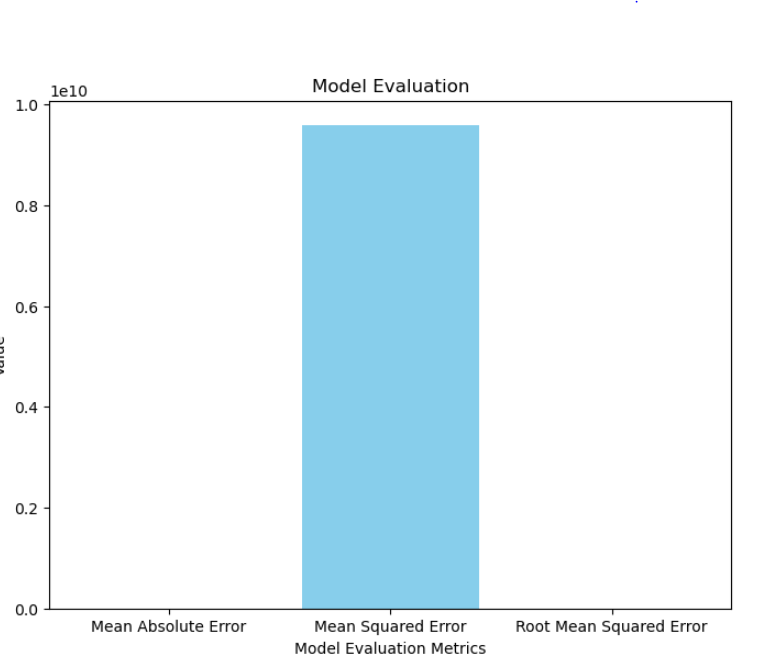 Model Evaluation
1e10
1.0
0.8
0.6
0.4
0.2
0.0
Mean Absolute Error Mean Squared Error Root Mean Squared Error
Model Evaluation Metrics